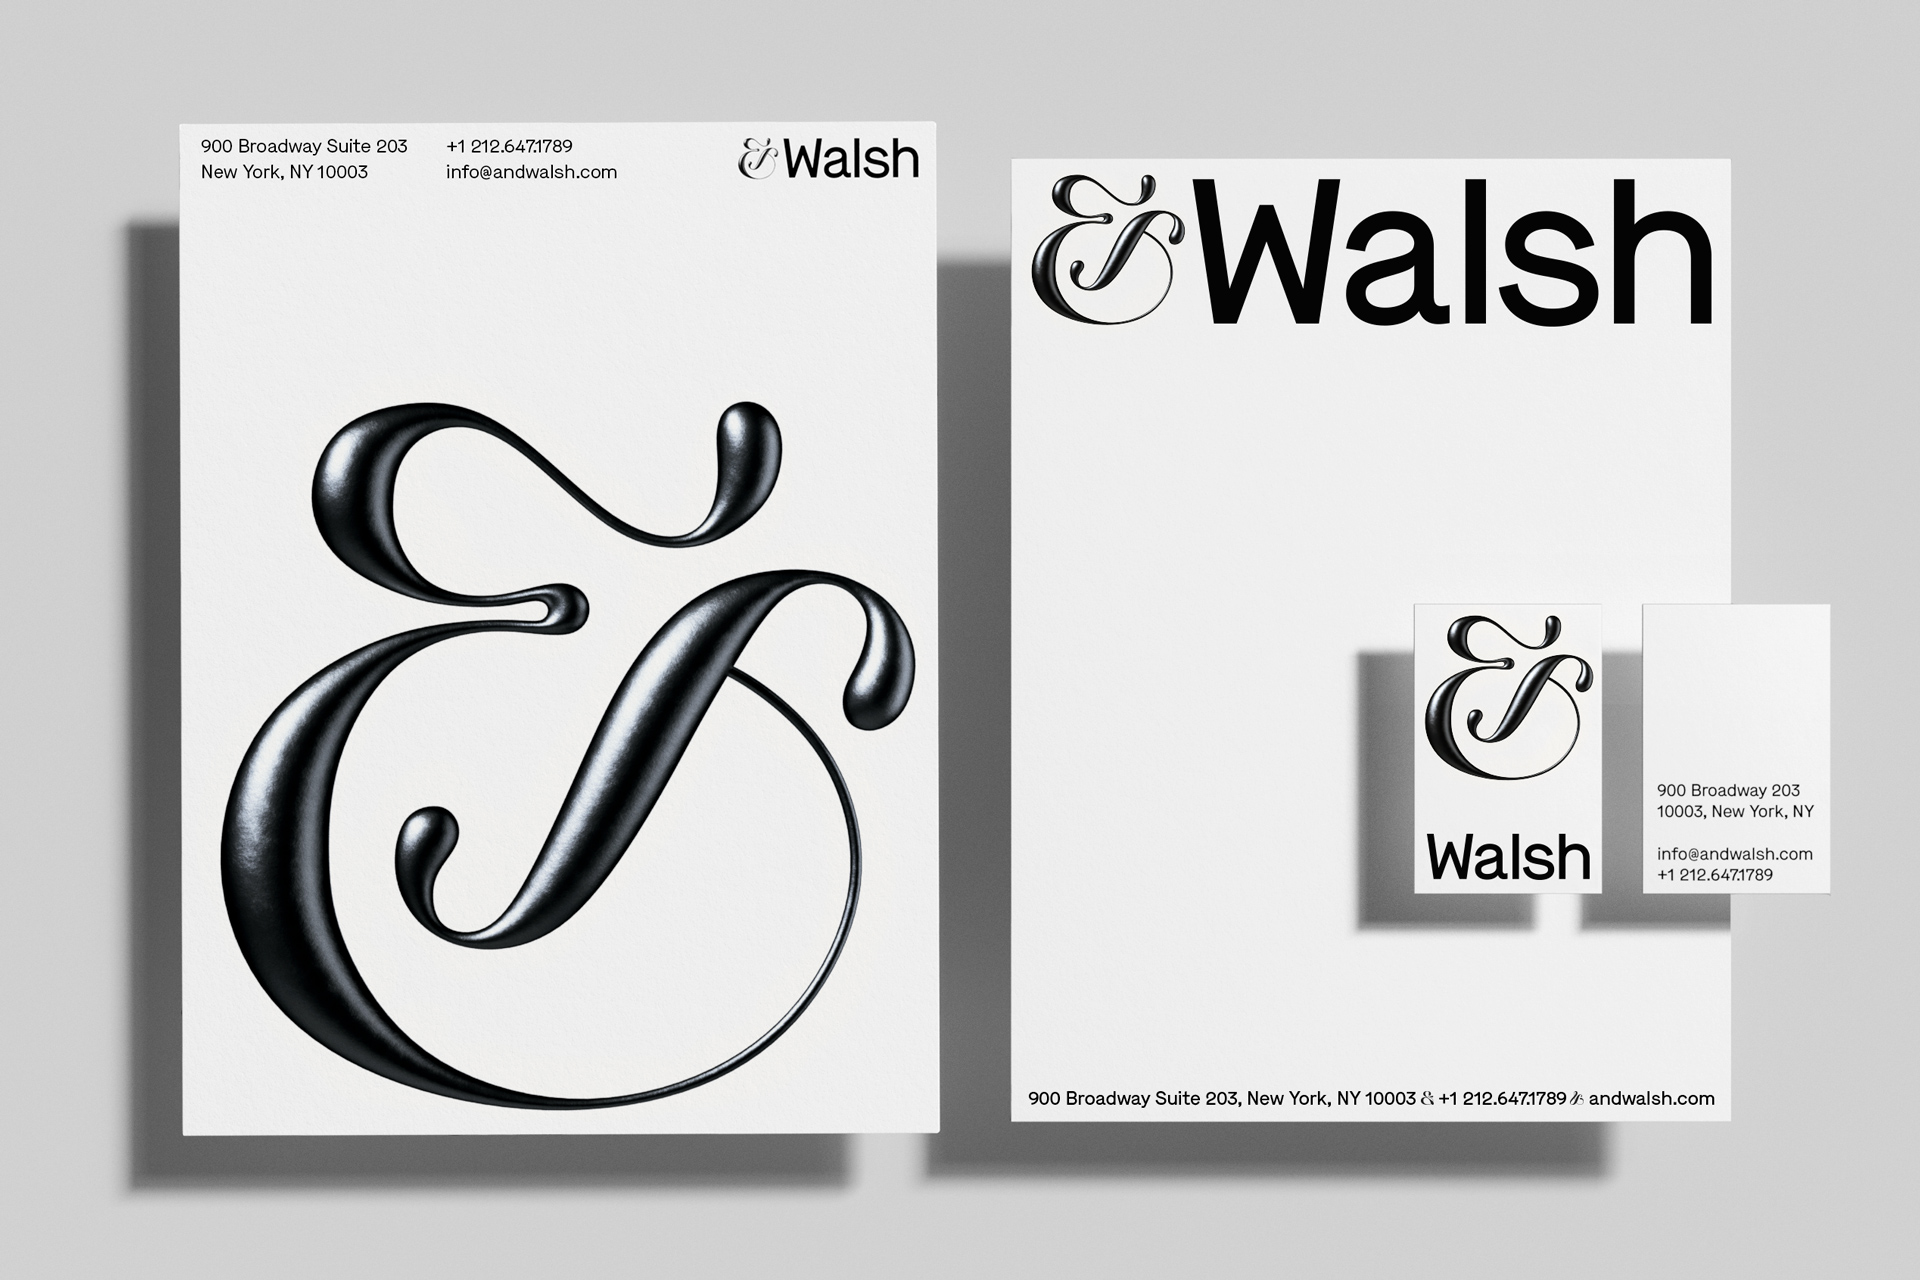 900 Broadway Suite 203
New York, NY 10003
+1 212.647.1789
info@andwalsh.com
&Walsh
&
&Walsh
900 Broadway Suite 203, New York, NY 10003 & +1 212.647.1789 & andwalsh.com
&
Walsh
900 Broadway 203
10003, New York, NY
info@andwalsh.com
+1 212.647.1789